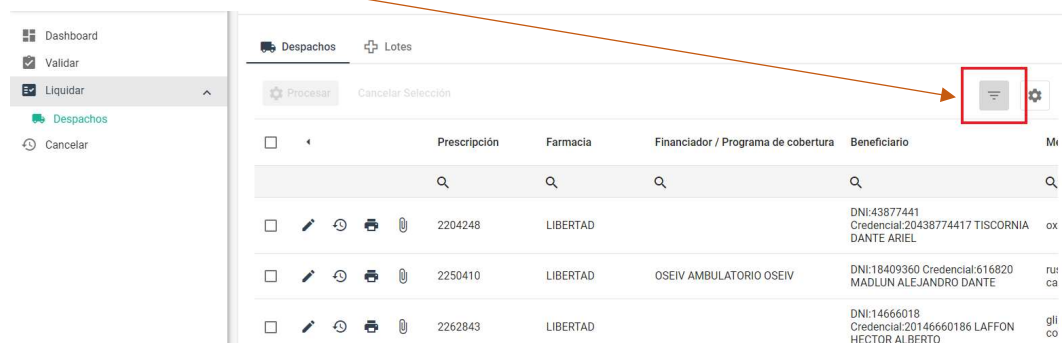 Dashboard
Validar
Liquidar
Despachos
Cancelar
Despachos Lotes
Procesar Cancelar Selección
Prescripción Farmacia Financiador / Programa de cobertura Beneficiario
2204248 LIBERTAD
DNI:43877441
Credencial:20438774417 TISCORNIA
DANTE ARIEL
2250410 LIBERTAD OSEIV AMBULATORIO OSEIV
DNI:18409360 Credencial:616820
MADLUN ALEJANDRO DANTE
2262843 LIBERTAD
DNI:14666018
Credencial:20146660186 LAFFON
HECTOR ALBERTO